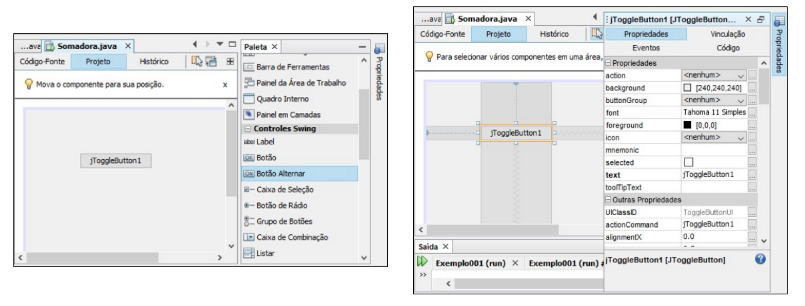 ...ava Somadora.java ×
Código-Fonte Projeto Histórico
Mova o componente para sua posição. x
jToggleButton1
Paleta ×
Barra de Ferramentas
Painel da Área de Trabalho
Quadro Interno
Painel em Camadas
Controles Swing
Label
Botão
Botão Alternar
Caixa de Seleção
Botão de Rádio
Grupo de Botões
Caixa de Combinação
Listar
Propriedades
...ava Somadora.java ×
Código-Fonte Projeto Histórico
Para selecionar vários componentes em uma área,
jToggleButton1
Saída ×
Exemplo001 (run) × Exemplo001 (run)
jToggleButton1 [JToggleButton... ×
Propriedades Vinculação
Eventos Código
Propriedades
action <nenhum>
background [240,240,240]
buttonGroup <nenhum>
font Tahoma 11 Simples
foreground [0,0,0]
icon <nenhum>
mnemonic
selected
text jToggleButton1
toolTipText
Outras Propriedades
UIClassID ToggleButtonUI
actionCommand jToggleButton1
alignmentX 0.0
jToggleButton1 [JToggleButton]
Propriedades